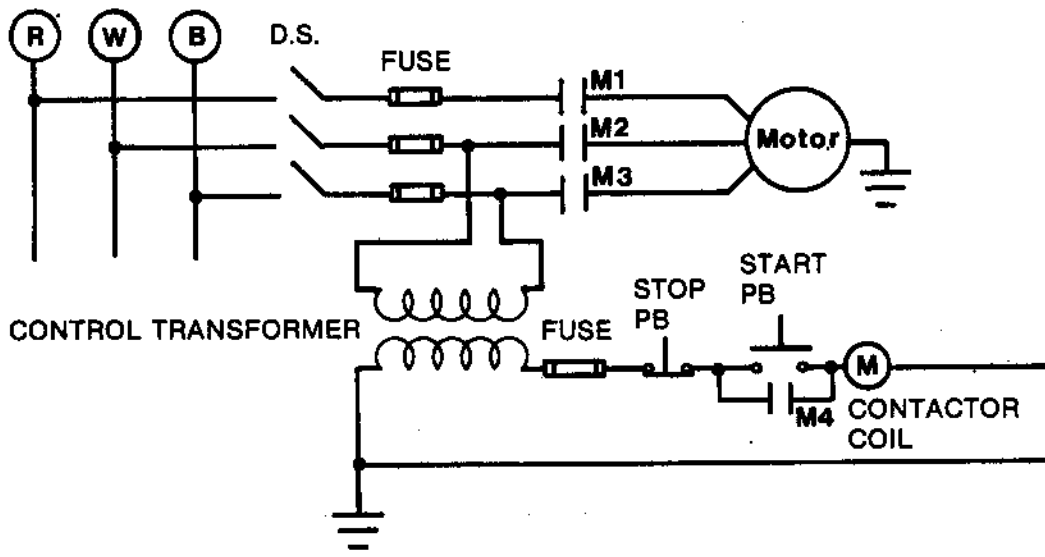 R W B D.S.
FUSE
M1
M2
Motor
M3
START
PB
STOP
PB
CONTROL TRANSFORMER
FUSE
M
M4
CONTACTOR
COIL